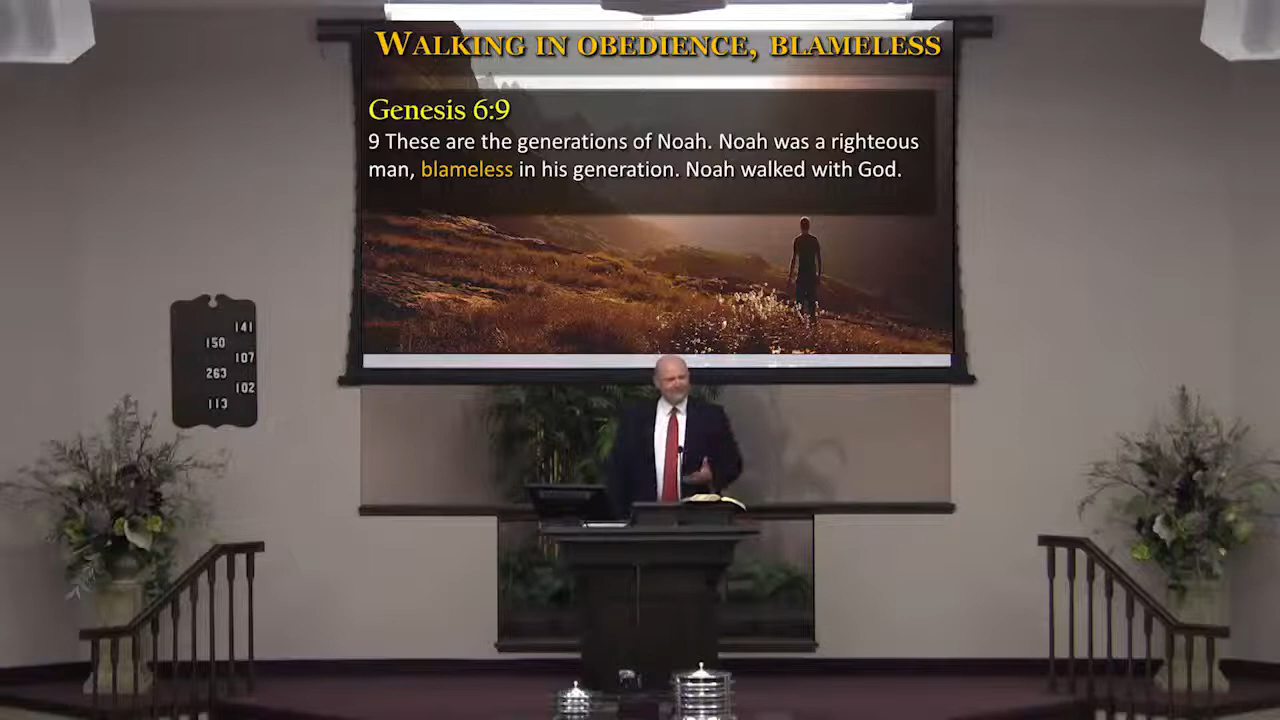 WALKING IN OBEDIENCE, BLAMELESS
Genesis 6:9
9 These are the generations of Noah. Noah was a righteous
man, blameless in his generation. Noah walked with God.
141
150
107
263
102
113